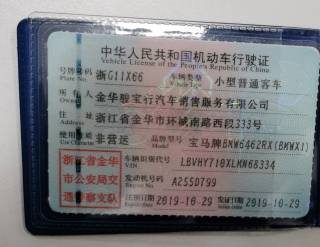 中华人民共和国机动车行驶证
Vehicle License of the People's Republic of China
号牌号码 浙G11X66 车辆类型 小型普通客车
Plate No. Vehicle Type
所有人 金华骏宝行汽车销售服务有限公司
Owner
住址 浙江省金华市环城南路西段333号
Address
使用性质 非营运 品牌型号 宝马牌BMW6462RX(BKWX1)
浙江省金华 车辆识别代号 LBVHY710XLMN68334
VIN
市公安局交 发动机号码 A255D799
Engine No.
通警察支队 注册日期 2019-10-29 发证日期 2019-10-29
Register Date Issue Date